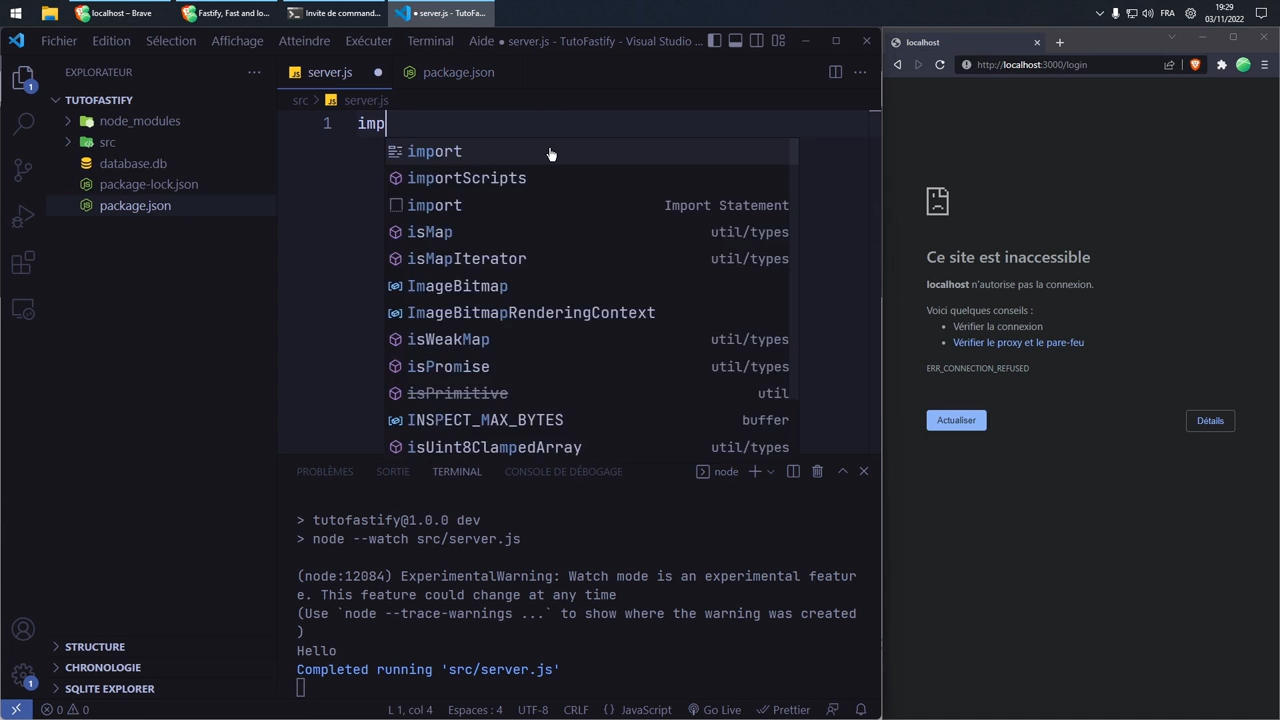 localhost – Brave
Fastify, Fast and lo...
Invite de comman...
● server.js - TutoFa...
FR
19:29
03/11/2022
Fichier
Edition
Sélection
Affichage
Atteindre
Exécuter
Terminal
Aide
● server.js - TutoFastify - Visual Studio ...
localhost
http://localhost:3000/login
EXPLORATEUR
server.js
package.json
TUTOFASTIFY
src > server.js
node_modules
src
database.db
package-lock.json
package.json
1
imp
import
importScripts
import Import Statement
isMap util/types
isMapIterator util/types
ImageBitmap
ImageBitmapRenderingContext
isWeakMap util/types
isPromise util/types
isPrimitive util
INSPECT_MAX_BYTES buffer
isUint8ClampedArray util/types
Ce site est inaccessible
localhost n'autorise pas la connexion.
Voici quelques conseils :
• Vérifier la connexion
• Vérifier le proxy et le pare-feu
ERR_CONNECTION_REFUSED
Actualiser
Détails
PROBLÈMES
SORTIE
TERMINAL
CONSOLE DE DÉBOGAGE
node
> tutofastify@1.0.0 dev
> node --watch src/server.js
(node:12084) ExperimentalWarning: Watch mode is an experimental featur
e. This feature could change at any time
(Use `node --trace-warnings ...` to show where the warning was created
)
Hello
Completed running 'src/server.js'
STRUCTURE
CHRONOLOGIE
SQLITE EXPLORER
1
1
0 0
L 1, col 4
Espaces : 4
UTF-8
CRLF
{} JavaScript
Go Live
Prettier